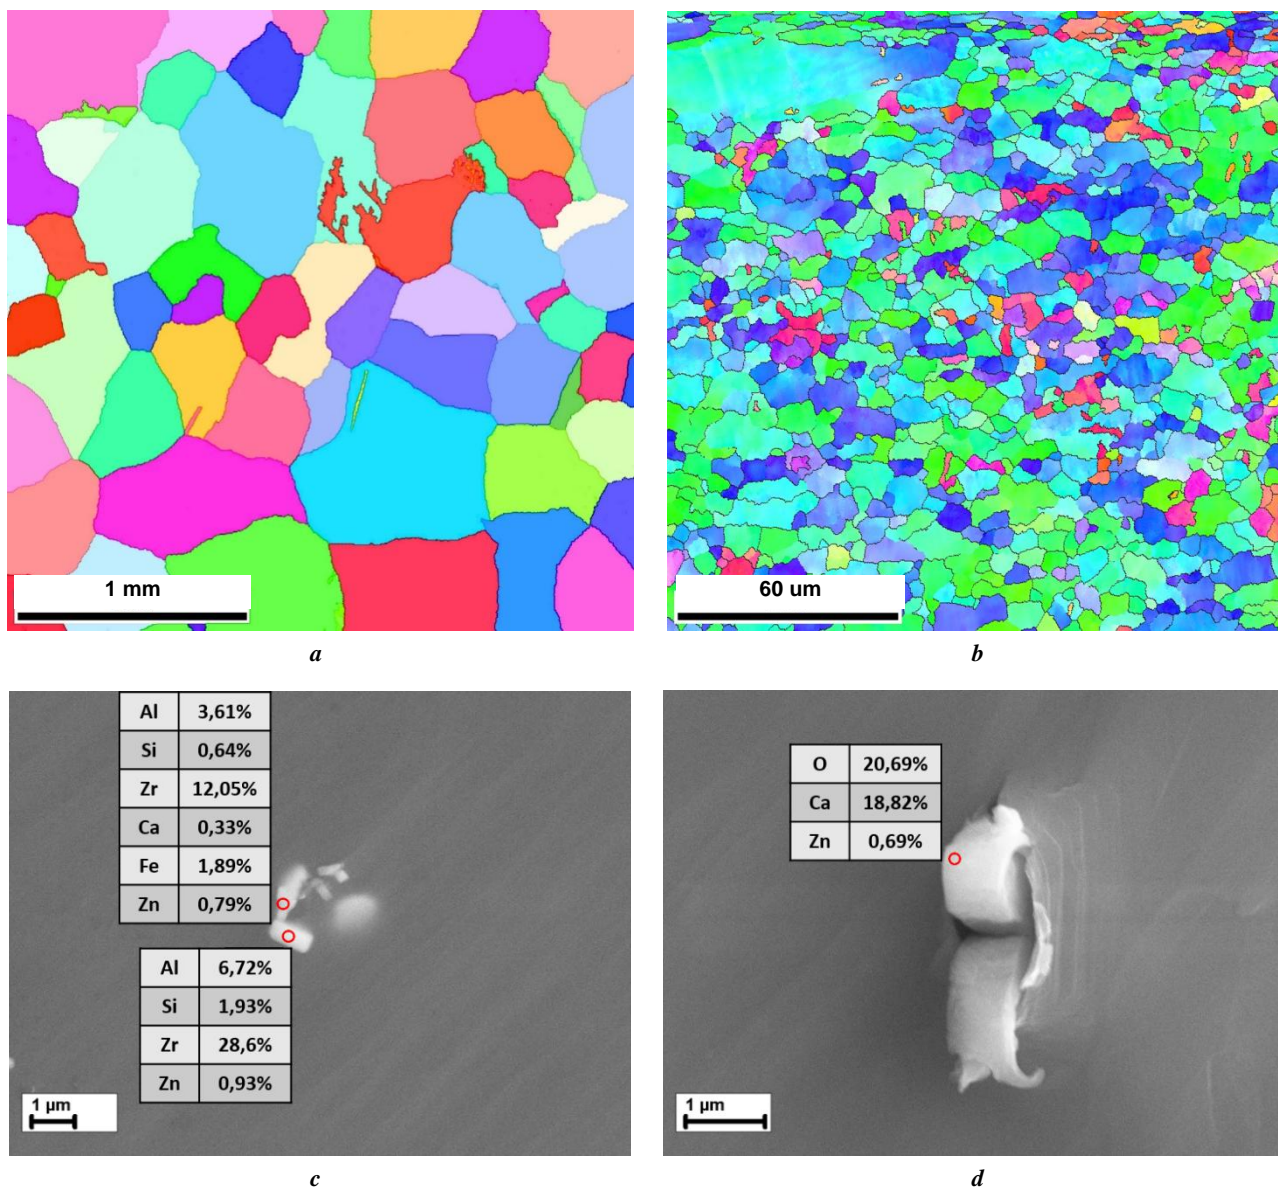 1 mm
60 um
a
b
Al 3,61%
Si 0,64%
Zr 12,05%
Ca 0,33%
Fe 1,89%
Zn 0,79%
Al 6,72%
Si 1,93%
Zr 28,6%
Zn 0,93%
1 μm
O 20,69%
Ca 18,82%
Zn 0,69%
1 μm
c
d